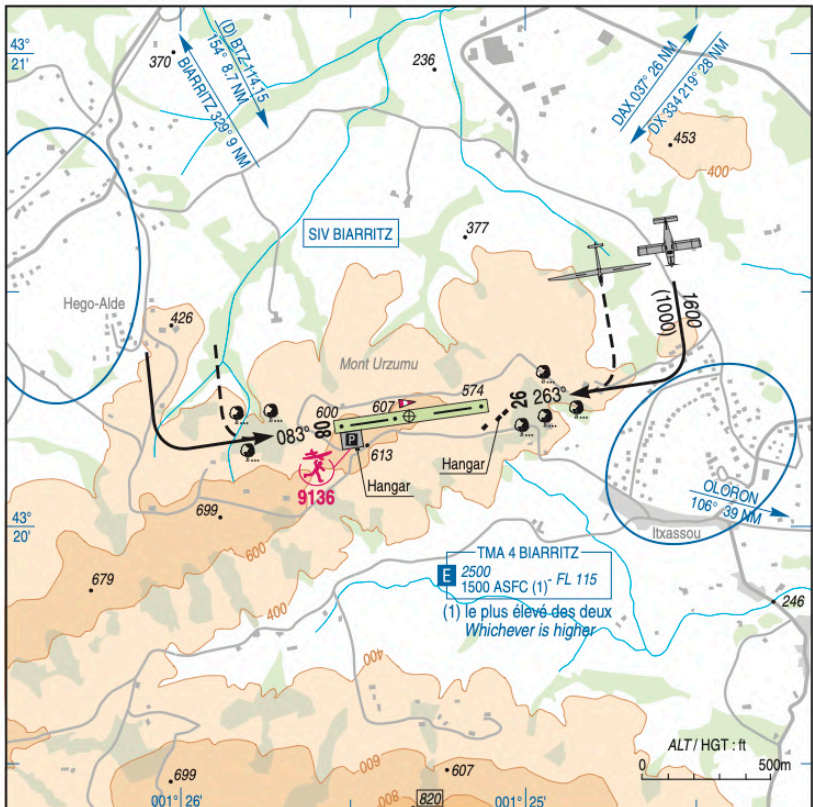 43°
21'
370
(D) BTZ 114.15
154° 8.7 NM
BIARRITZ 329° 9 NM
236
DAX 037° 26 NM
DX 334 219° 28 NM
453
400
SIV BIARRITZ
377
Hego-Alde
426
1600
(1000)
Mont Urzumu
574
607
600
26
263°
083°
08
P
613
Hangar
Hangar
9136
699
OLORON
106° 39 NM
43°
20'
Itxassou
600
679
400
TMA 4 BIARRITZ
E
2500
1500 ASFC (1) - FL 115
(1) le plus élevé des deux
Whichever is higher
246
400
600
ALT / HGT : ft
0 500m
699
607
800
820
001° 26'
001° 25'